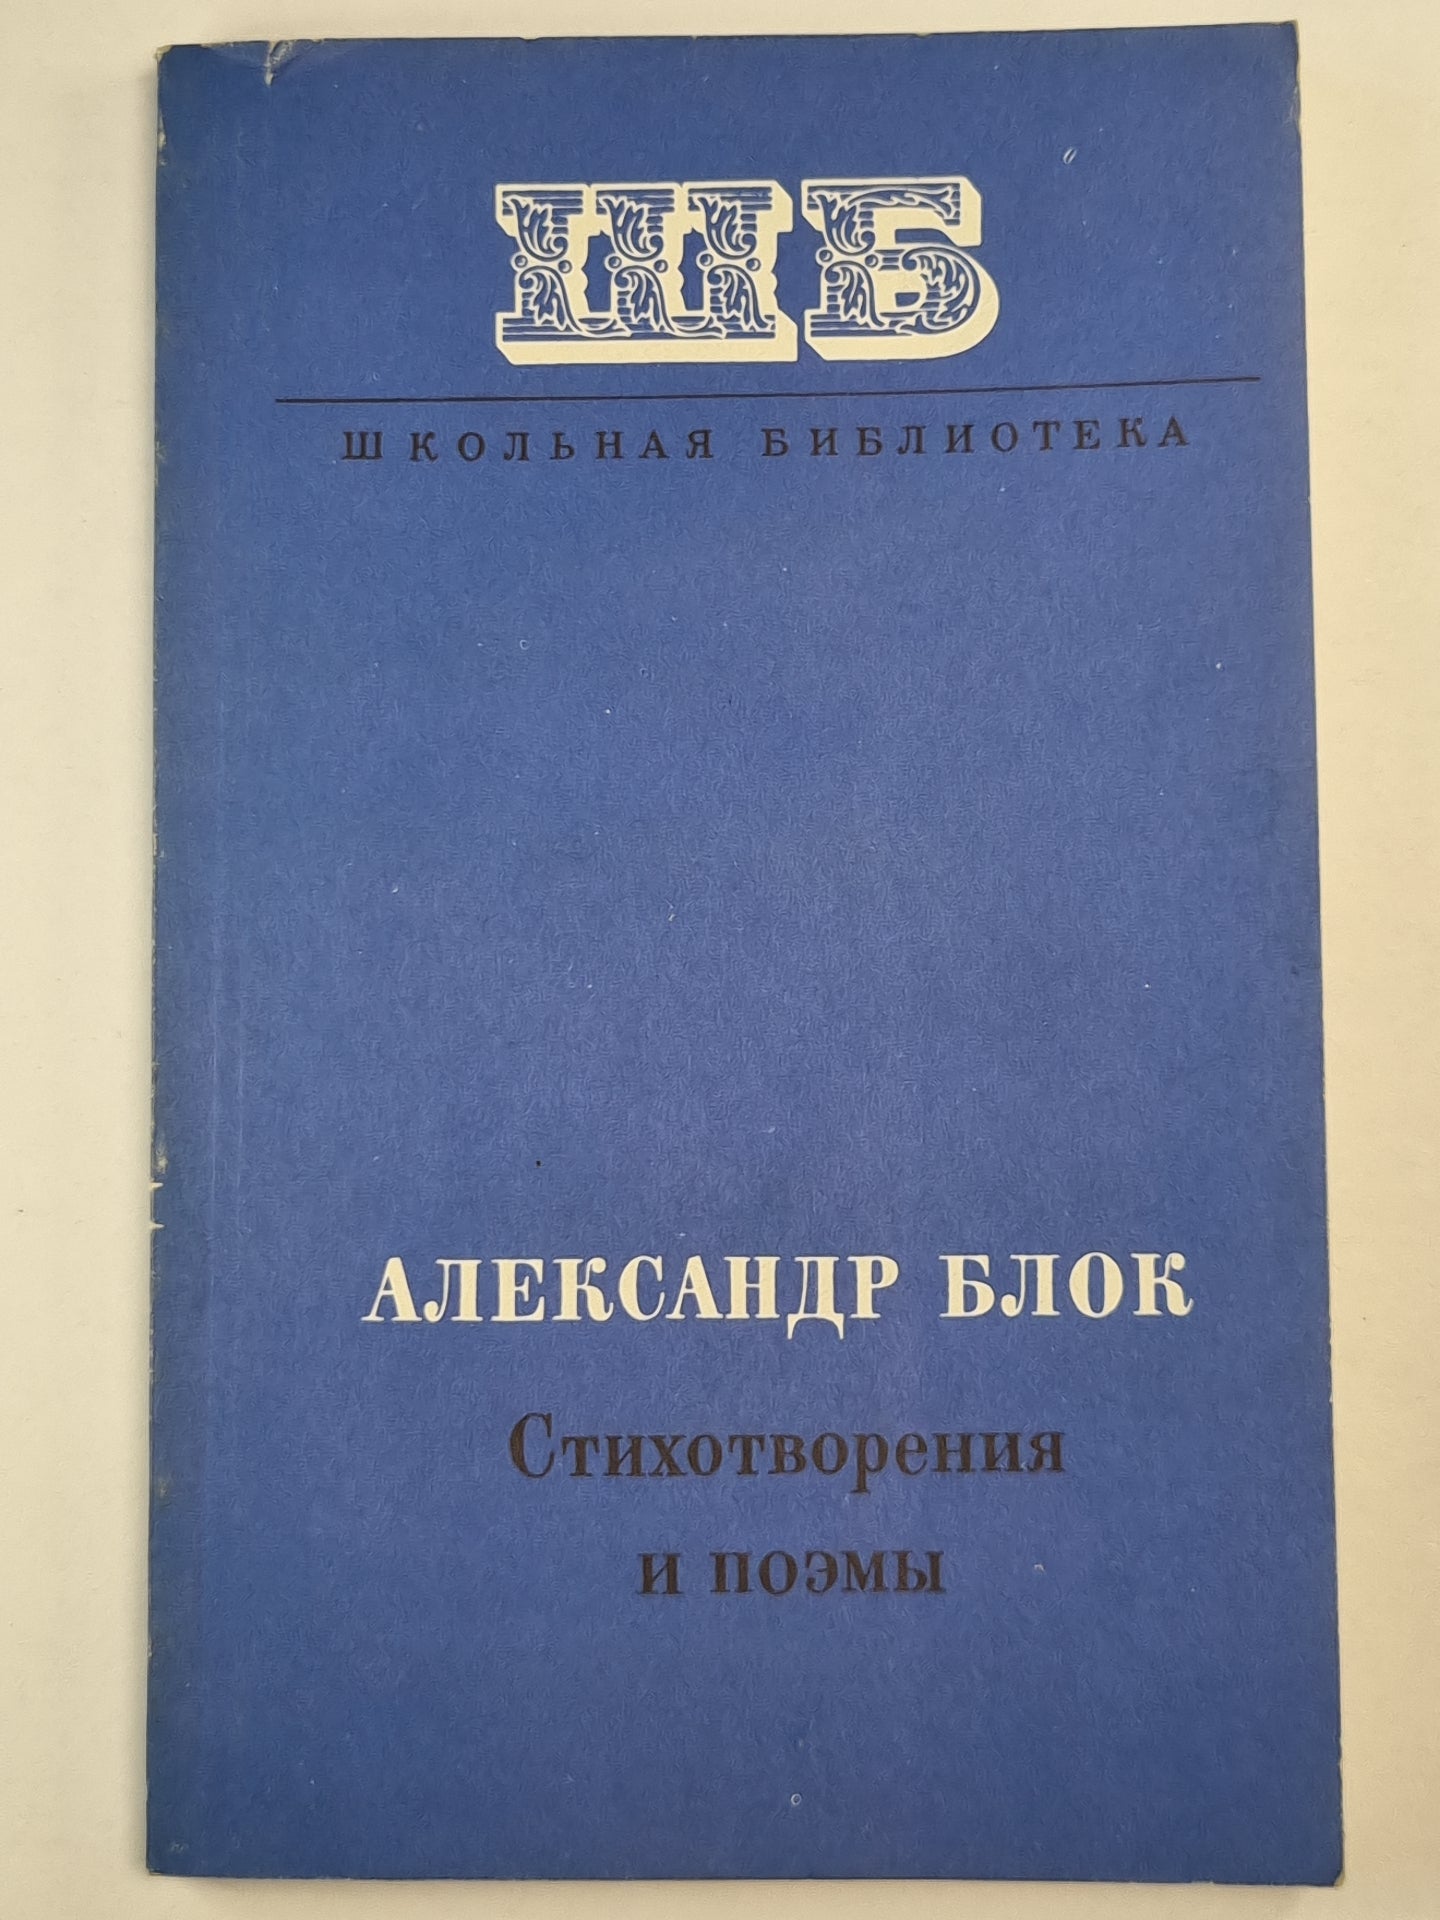 ШБ
ШКОЛЬНАЯ БИБЛИОТЕКА
АЛЕКСАНДР БЛОК
Стихотворения
и поэмы